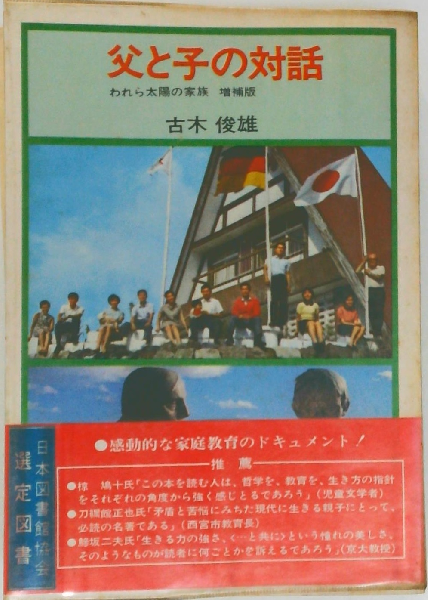 父と子の対話
われら太陽の家族 増補版
古木 俊雄
●感動的な家庭教育のドキュメント！
推薦
●椋 鳩十氏「この本を読む人は、哲学を、教育を、生き方の指針
をそれぞれの角度から強く感じとるであろう」(児童文学者)
●刀禰館正也氏「矛盾と苦悩にみちた現代に生きる親子にとって、
必読の名著である」(西宮市教育長)
●鰺坂二夫氏「生きる力の強さ、〈…と共に〉という憧れの美しさ、
そのようなものが読者に何ごとかを訴えるであろう」(京大教授)
日本図書館協会
選定図書